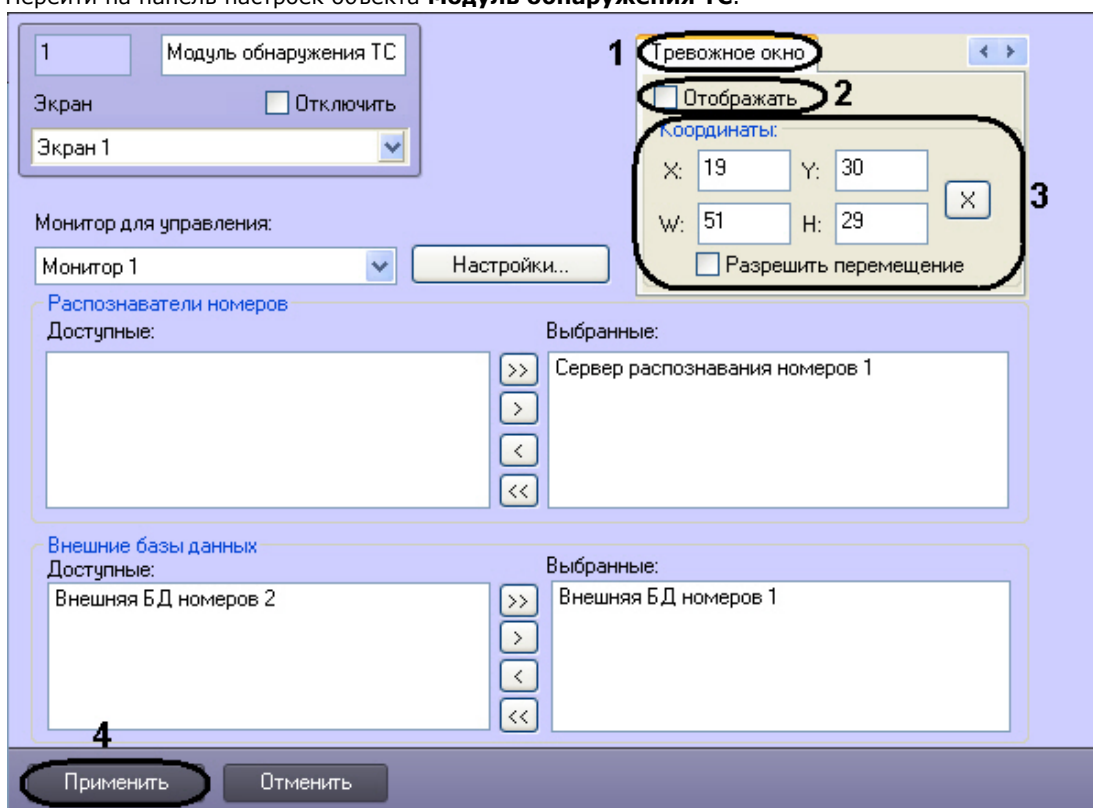 Перейти на панель настроек объекта Модуль обнаружения ТС.
1 Модуль обнаружения ТС
Экран Отключить
Экран 1
1 Тревожное окно
Отображать 2
Координаты:
X: 19 Y: 30
X 3
W: 51 H: 29
Разрешить перемещение
Монитор для управления:
Монитор 1 Настройки...
Распознаватели номеров
Доступные: Выбранные:
>> Сервер распознавания номеров 1
>
<
<<
Внешние базы данных
Доступные: Выбранные:
Внешняя БД номеров 2 >> Внешняя БД номеров 1
>
<
<<
4
Применить Отменить